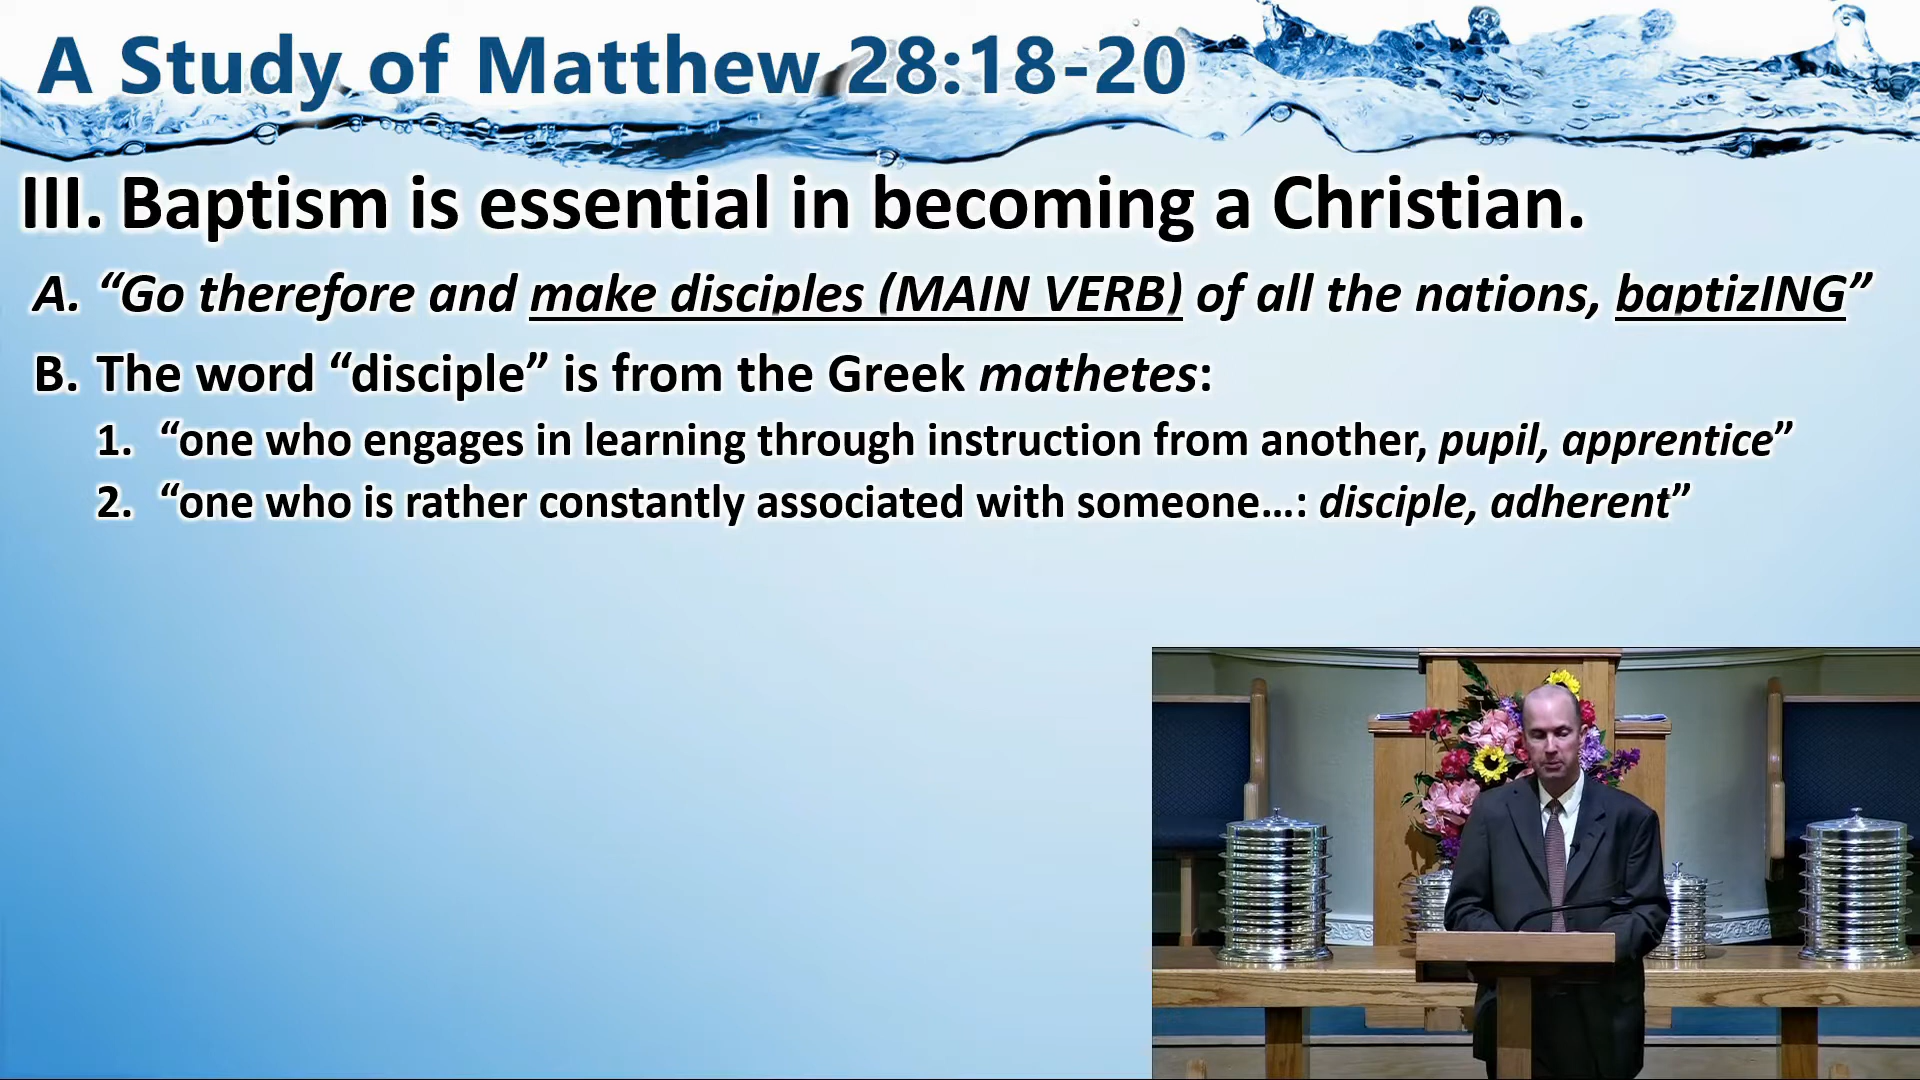 A Study of Matthew 28:18-20
III. Baptism is essential in becoming a Christian.
A. “Go therefore and make disciples (MAIN VERB) of all the nations, baptizING”
B. The word “disciple” is from the Greek mathetes:
1. “one who engages in learning through instruction from another, pupil, apprentice”
2. “one who is rather constantly associated with someone…: disciple, adherent”